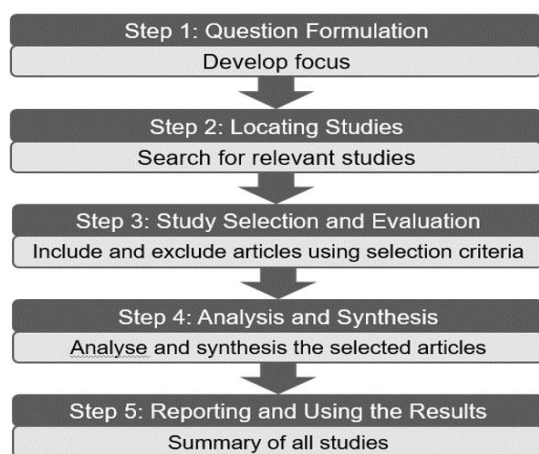 Step 1: Question Formulation
Develop focus
Step 2: Locating Studies
Search for relevant studies
Step 3: Study Selection and Evaluation
Include and exclude articles using selection criteria
Step 4: Analysis and Synthesis
Analyse and synthesis the selected articles
Step 5: Reporting and Using the Results
Summary of all studies